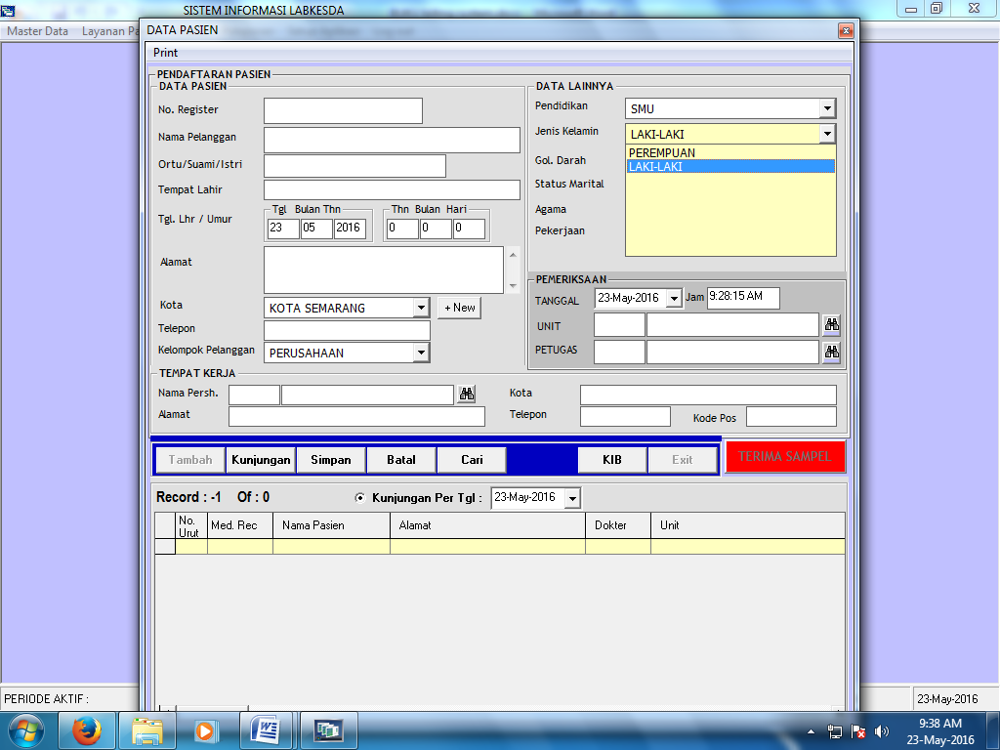 SISTEM INFORMASI LABKESDA
Master Data Layanan Pa
DATA PASIEN
Print
PENDAFTARAN PASIEN
DATA PASIEN
No. Register
Nama Pelanggan
Ortu/Suami/Istri
Tempat Lahir
Tgl. Lhr / Umur
Tgl Bulan Thn
23 05 2016
Thn Bulan Hari
0 0 0
Alamat
Kota KOTA SEMARANG + New
Telepon
Kelompok Pelanggan PERUSAHAAN
DATA LAINNYA
Pendidikan SMU
Jenis Kelamin LAKI-LAKI
PEREMPUAN
LAKI-LAKI
Gol. Darah
Status Marital
Agama
Pekerjaan
PEMERIKSAAN
TANGGAL 23-May-2016 Jam 9:28:15 AM
UNIT
PETUGAS
TEMPAT KERJA
Nama Persh. Kota
Alamat Telepon Kode Pos
Tambah Kunjungan Simpan Batal Cari KIB Exit TERIMA SAMPEL
Record : -1 Of : 0 Kunjungan Per Tgl : 23-May-2016
No. Urut Med. Rec Nama Pasien Alamat Dokter Unit
PERIODE AKTIF : 23-May-2016
9:38 AM
23-May-2016